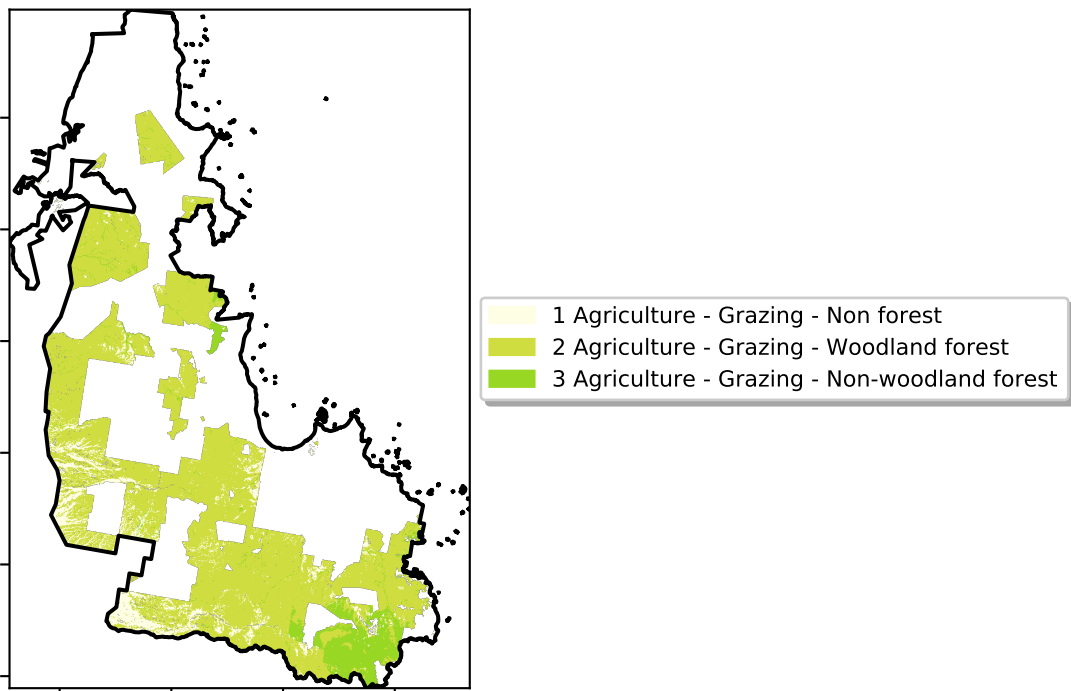 1 Agriculture - Grazing - Non forest
2 Agriculture - Grazing - Woodland forest
3 Agriculture - Grazing - Non-woodland forest